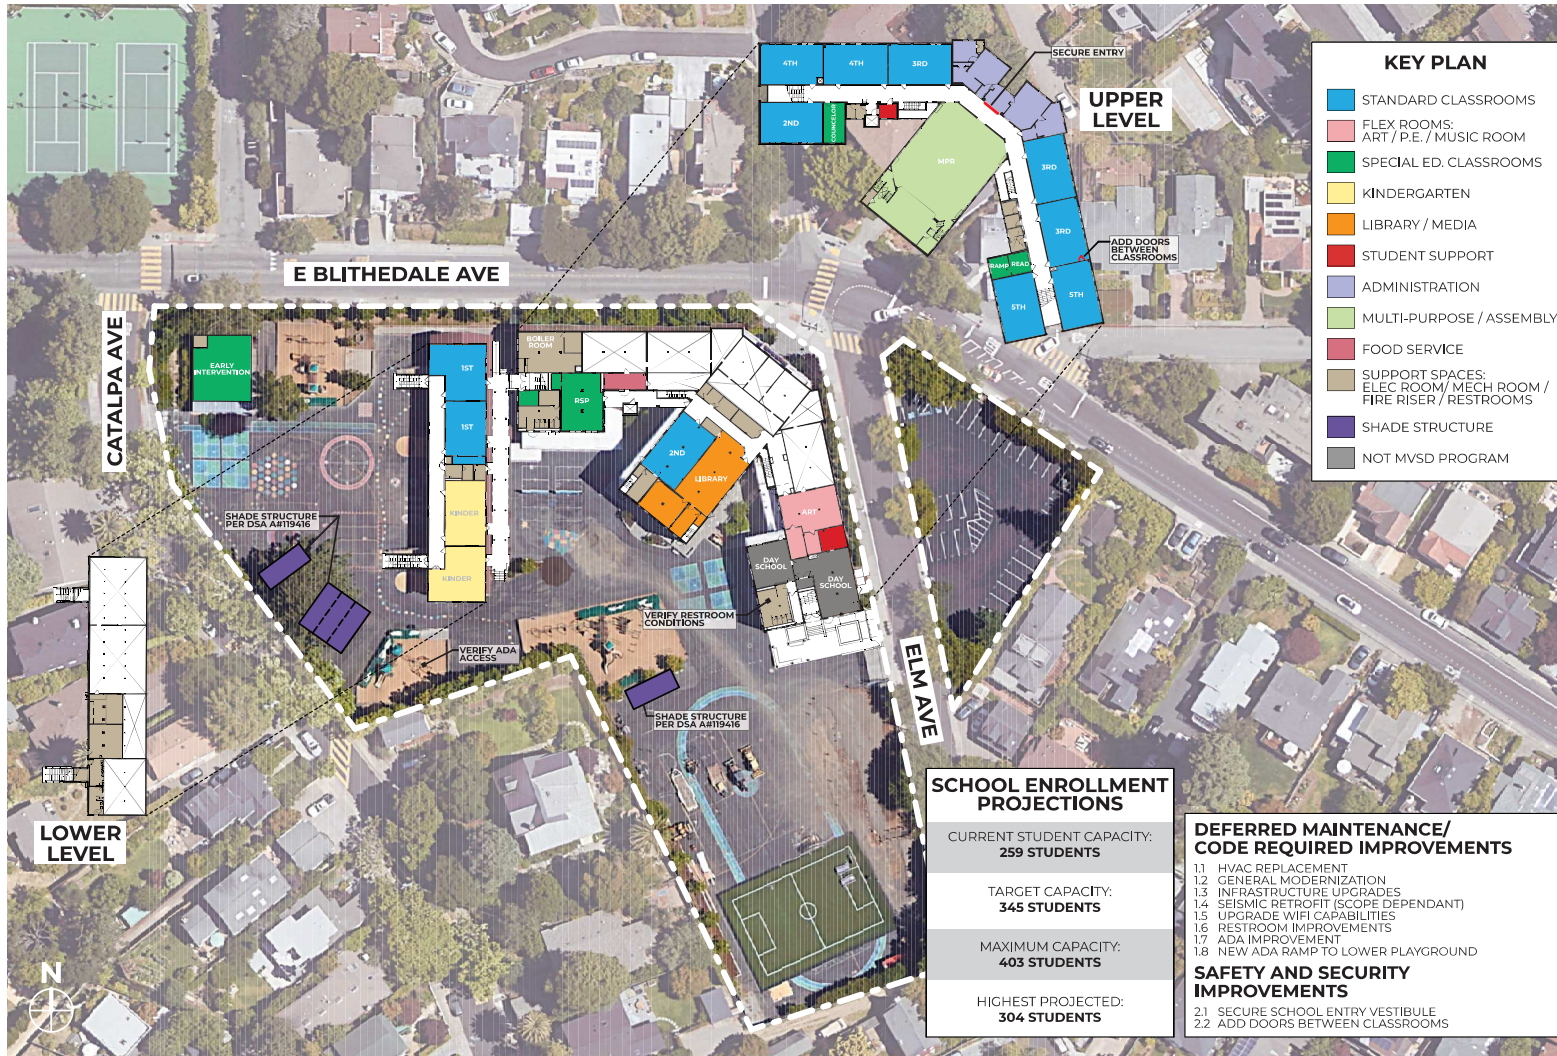 SECURE ENTRY
UPPER
LEVEL
4TH
4TH
3RD
2ND
COUNCELOR
MPR
3RD
3RD
ADD DOORS
BETWEEN
CLASSROOMS
RAMP
READ
5TH
5TH
KEY PLAN
STANDARD CLASSROOMS
FLEX ROOMS:
ART / P.E. / MUSIC ROOM
SPECIAL ED. CLASSROOMS
KINDERGARTEN
LIBRARY / MEDIA
STUDENT SUPPORT
ADMINISTRATION
MULTI-PURPOSE / ASSEMBLY
FOOD SERVICE
SUPPORT SPACES:
ELEC ROOM/ MECH ROOM /
FIRE RISER / RESTROOMS
SHADE STRUCTURE
NOT MVSD PROGRAM
E BLITHEDALE AVE
CATALPA AVE
EARLY
INTERVENTION
BOILER
ROOM
1ST
1ST
RSP
2ND
LIBRARY
KINDER
KINDER
ART
DAY
SCHOOL
DAY
SCHOOL
SHADE STRUCTURE
PER DSA A#119416
VERIFY RESTROOM
CONDITIONS
VERIFY ADA
ACCESS
SHADE STRUCTURE
PER DSA A#119416
ELM AVE
LOWER
LEVEL
N
SCHOOL ENROLLMENT
PROJECTIONS
CURRENT STUDENT CAPACITY:
259 STUDENTS
TARGET CAPACITY:
345 STUDENTS
MAXIMUM CAPACITY:
403 STUDENTS
HIGHEST PROJECTED:
304 STUDENTS
DEFERRED MAINTENANCE/
CODE REQUIRED IMPROVEMENTS
1.1 HVAC REPLACEMENT
1.2 GENERAL MODERNIZATION
1.3 INFRASTRUCTURE UPGRADES
1.4 SEISMIC RETROFIT (SCOPE DEPENDANT)
1.5 UPGRADE WIFI CAPABILITIES
1.6 RESTROOM IMPROVEMENTS
1.7 ADA IMPROVEMENT
1.8 NEW ADA RAMP TO LOWER PLAYGROUND
SAFETY AND SECURITY
IMPROVEMENTS
2.1 SECURE SCHOOL ENTRY VESTIBULE
2.2 ADD DOORS BETWEEN CLASSROOMS